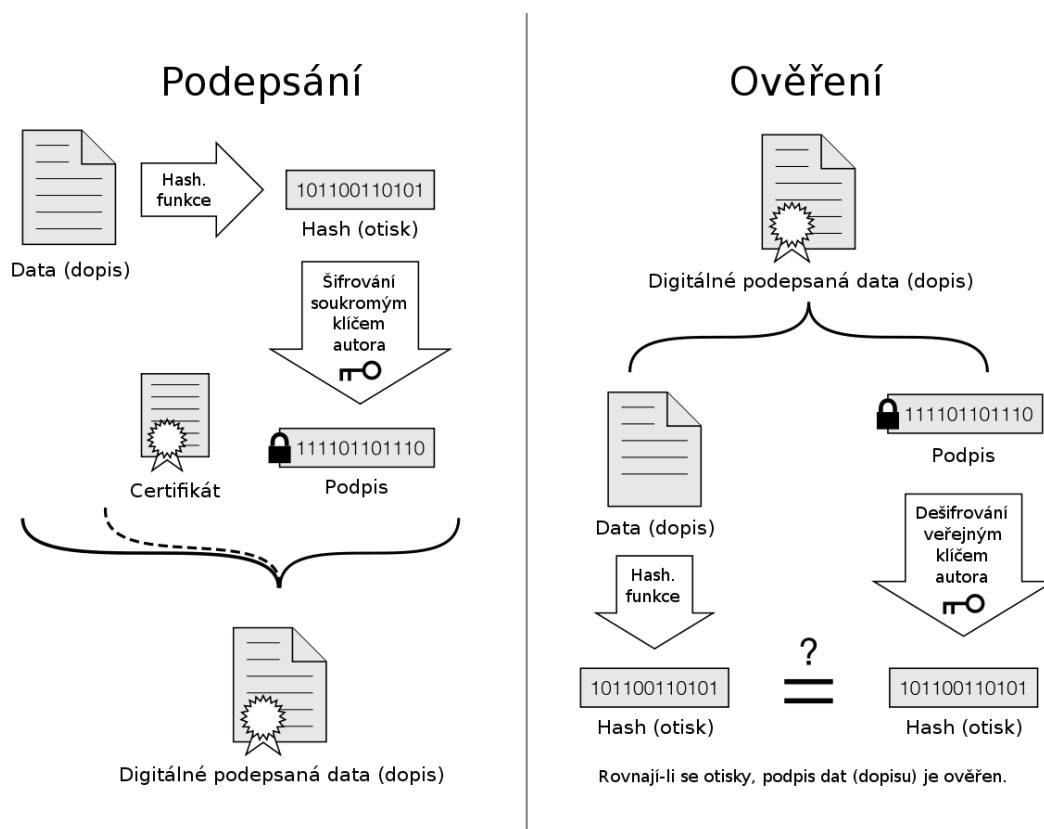 Podepsání
Hash.
funkce
101100110101
Hash (otisk)
Data (dopis)
Šifrování
soukromým
klíčem
autora
111101101110
Certifikát
Podpis
Digitálné podepsaná data (dopis)
Ověření
Digitálné podepsaná data (dopis)
111101101110
Podpis
Data (dopis)
Dešifrování
veřejným
klíčem
autora
Hash.
funkce
?
=
101100110101
101100110101
Hash (otisk)
Hash (otisk)
Rovnají-li se otisky, podpis dat (dopisu) je ověřen.